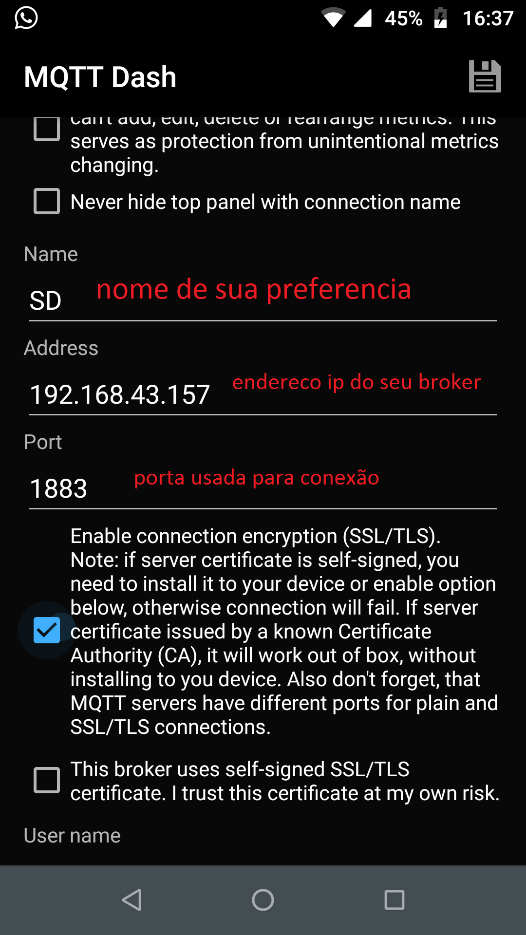 45% 16:37
MQTT Dash
can't add, edit, delete or rearrange metrics. This
serves as protection from unintentional metrics
changing.
Never hide top panel with connection name
Name
SD nome de sua preferencia
Address
192.168.43.157 endereco ip do seu broker
Port
1883 porta usada para conexão
Enable connection encryption (SSL/TLS).
Note: if server certificate is self-signed, you
need to install it to your device or enable option
below, otherwise connection will fail. If server
certificate issued by a known Certificate
Authority (CA), it will work out of box, without
installing to you device. Also don't forget, that
MQTT servers have different ports for plain and
SSL/TLS connections.
This broker uses self-signed SSL/TLS
certificate. I trust this certificate at my own risk.
User name